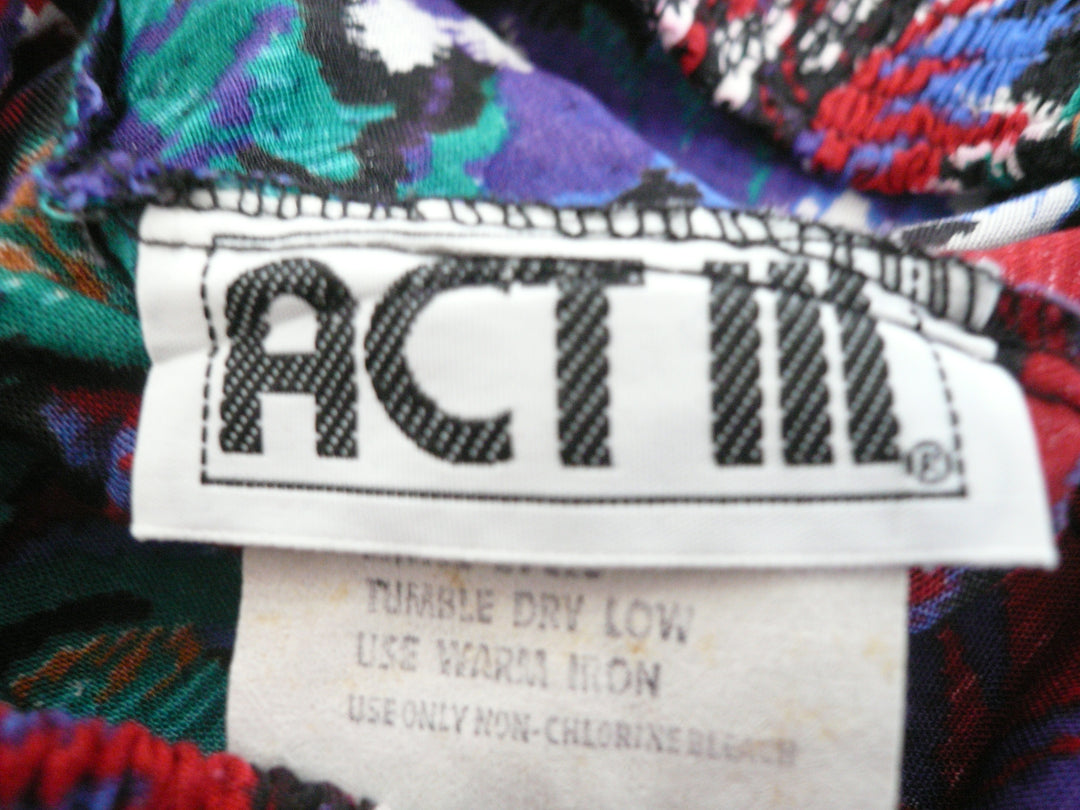 ACT III®
TUMBLE DRY LOW
USE WARM IRON
USE ONLY NON-CHLORINE BLEACH